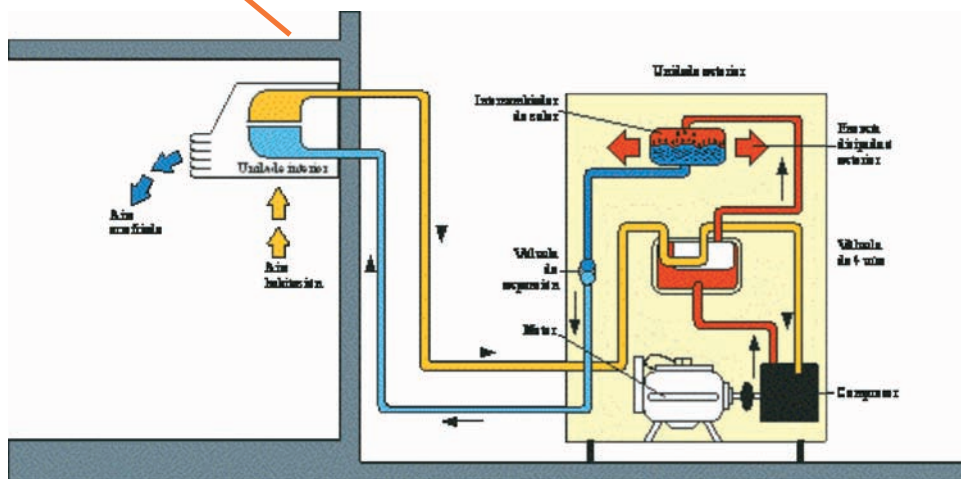 Unidad exterior
Intercambiador
de calor
Energía
disipada al
exterior
Unidad interior
Aire
enfriado
Aire
habitación
Válvula
de
expansión
Válvula
de 4 vías
Motor
Compresor